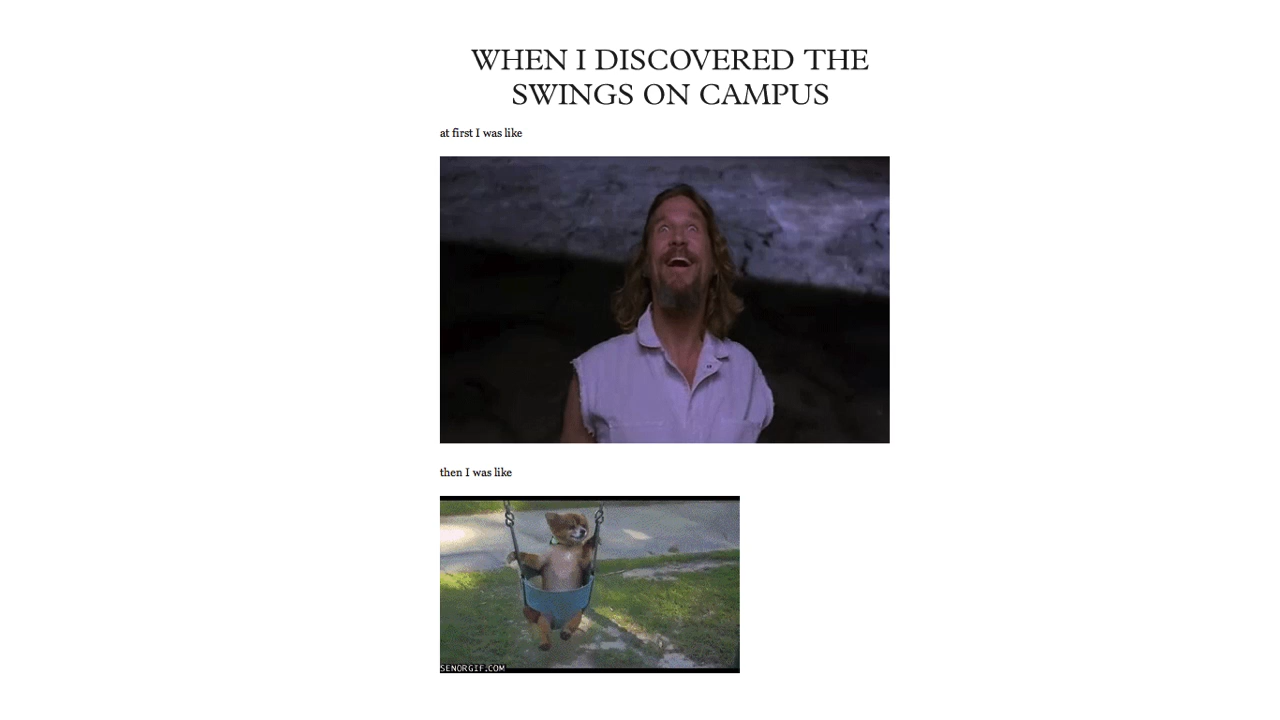 WHEN I DISCOVERED THE
SWINGS ON CAMPUS
at first I was like
then I was like
SENORGIF.COM